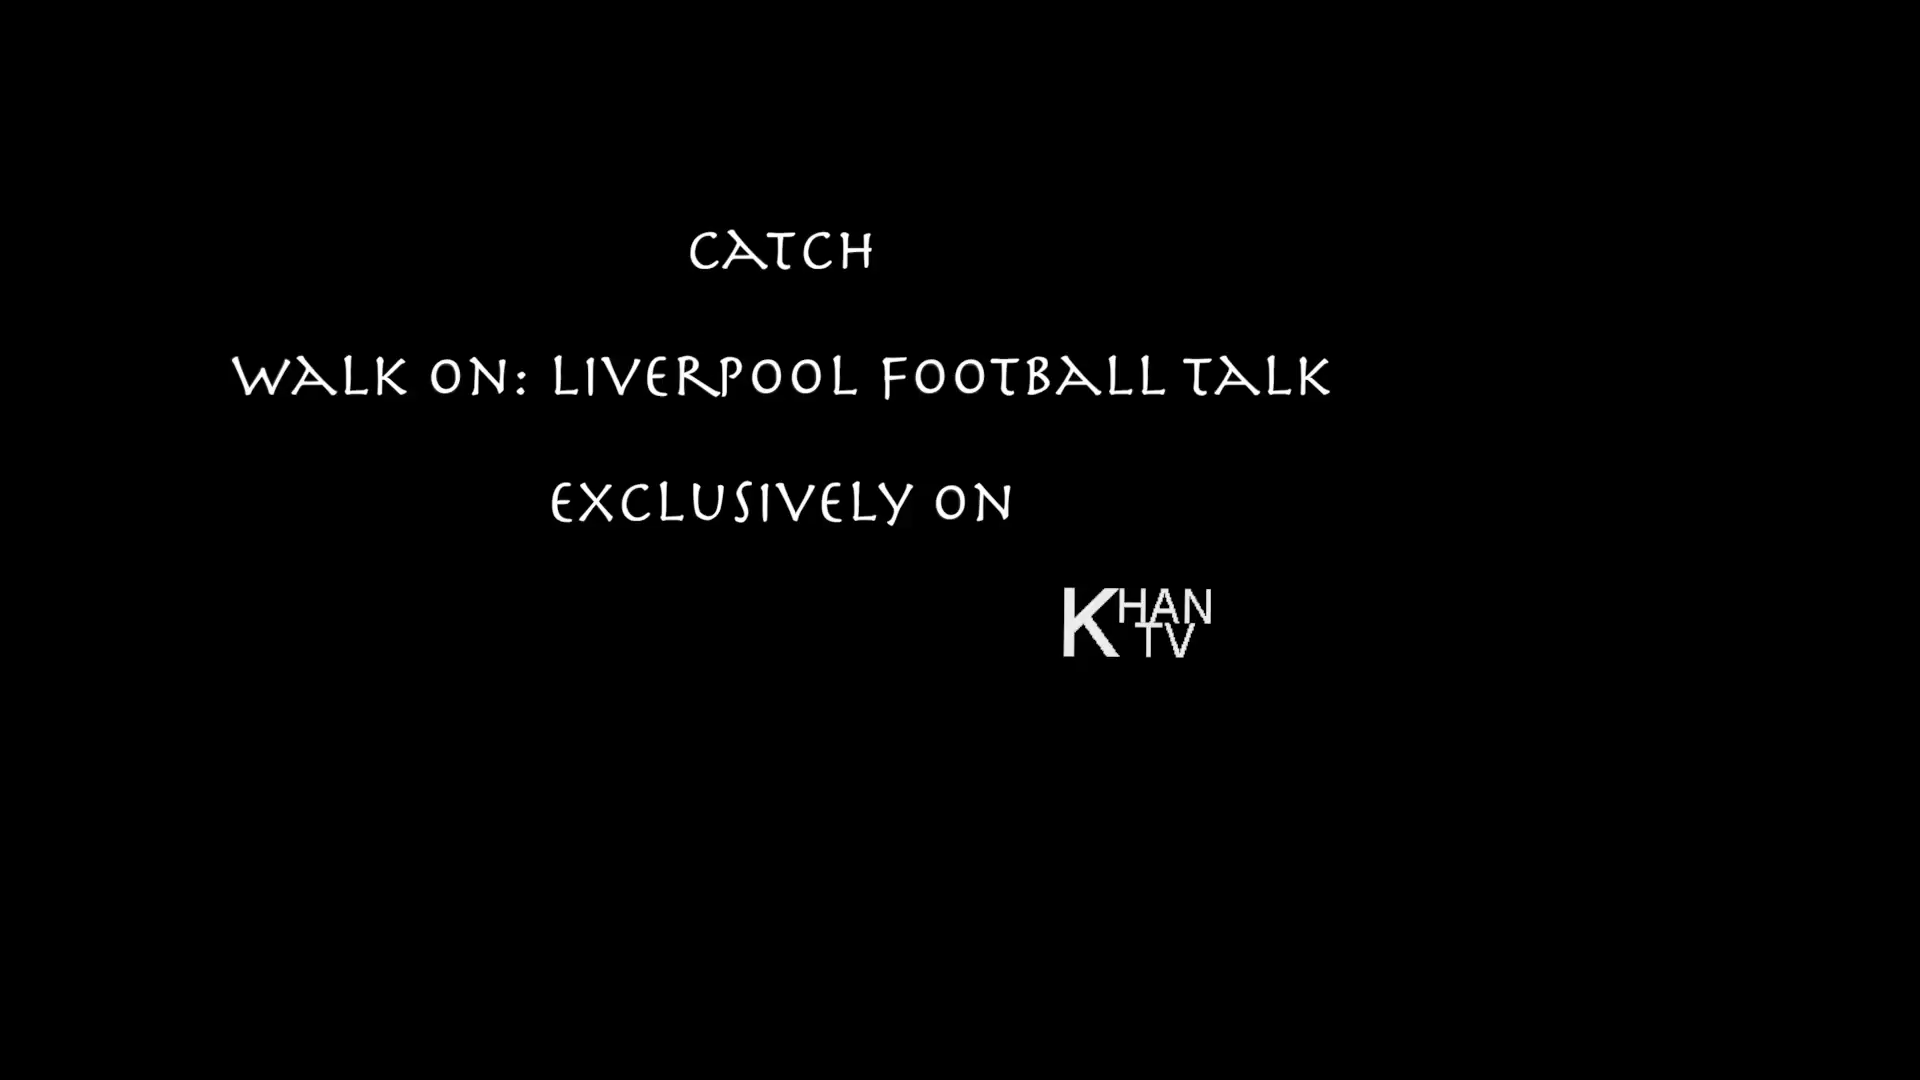 CATCH
WALK ON: LIVERPOOL FOOTBALL TALK
EXCLUSIVELY ON
KHAN
TV